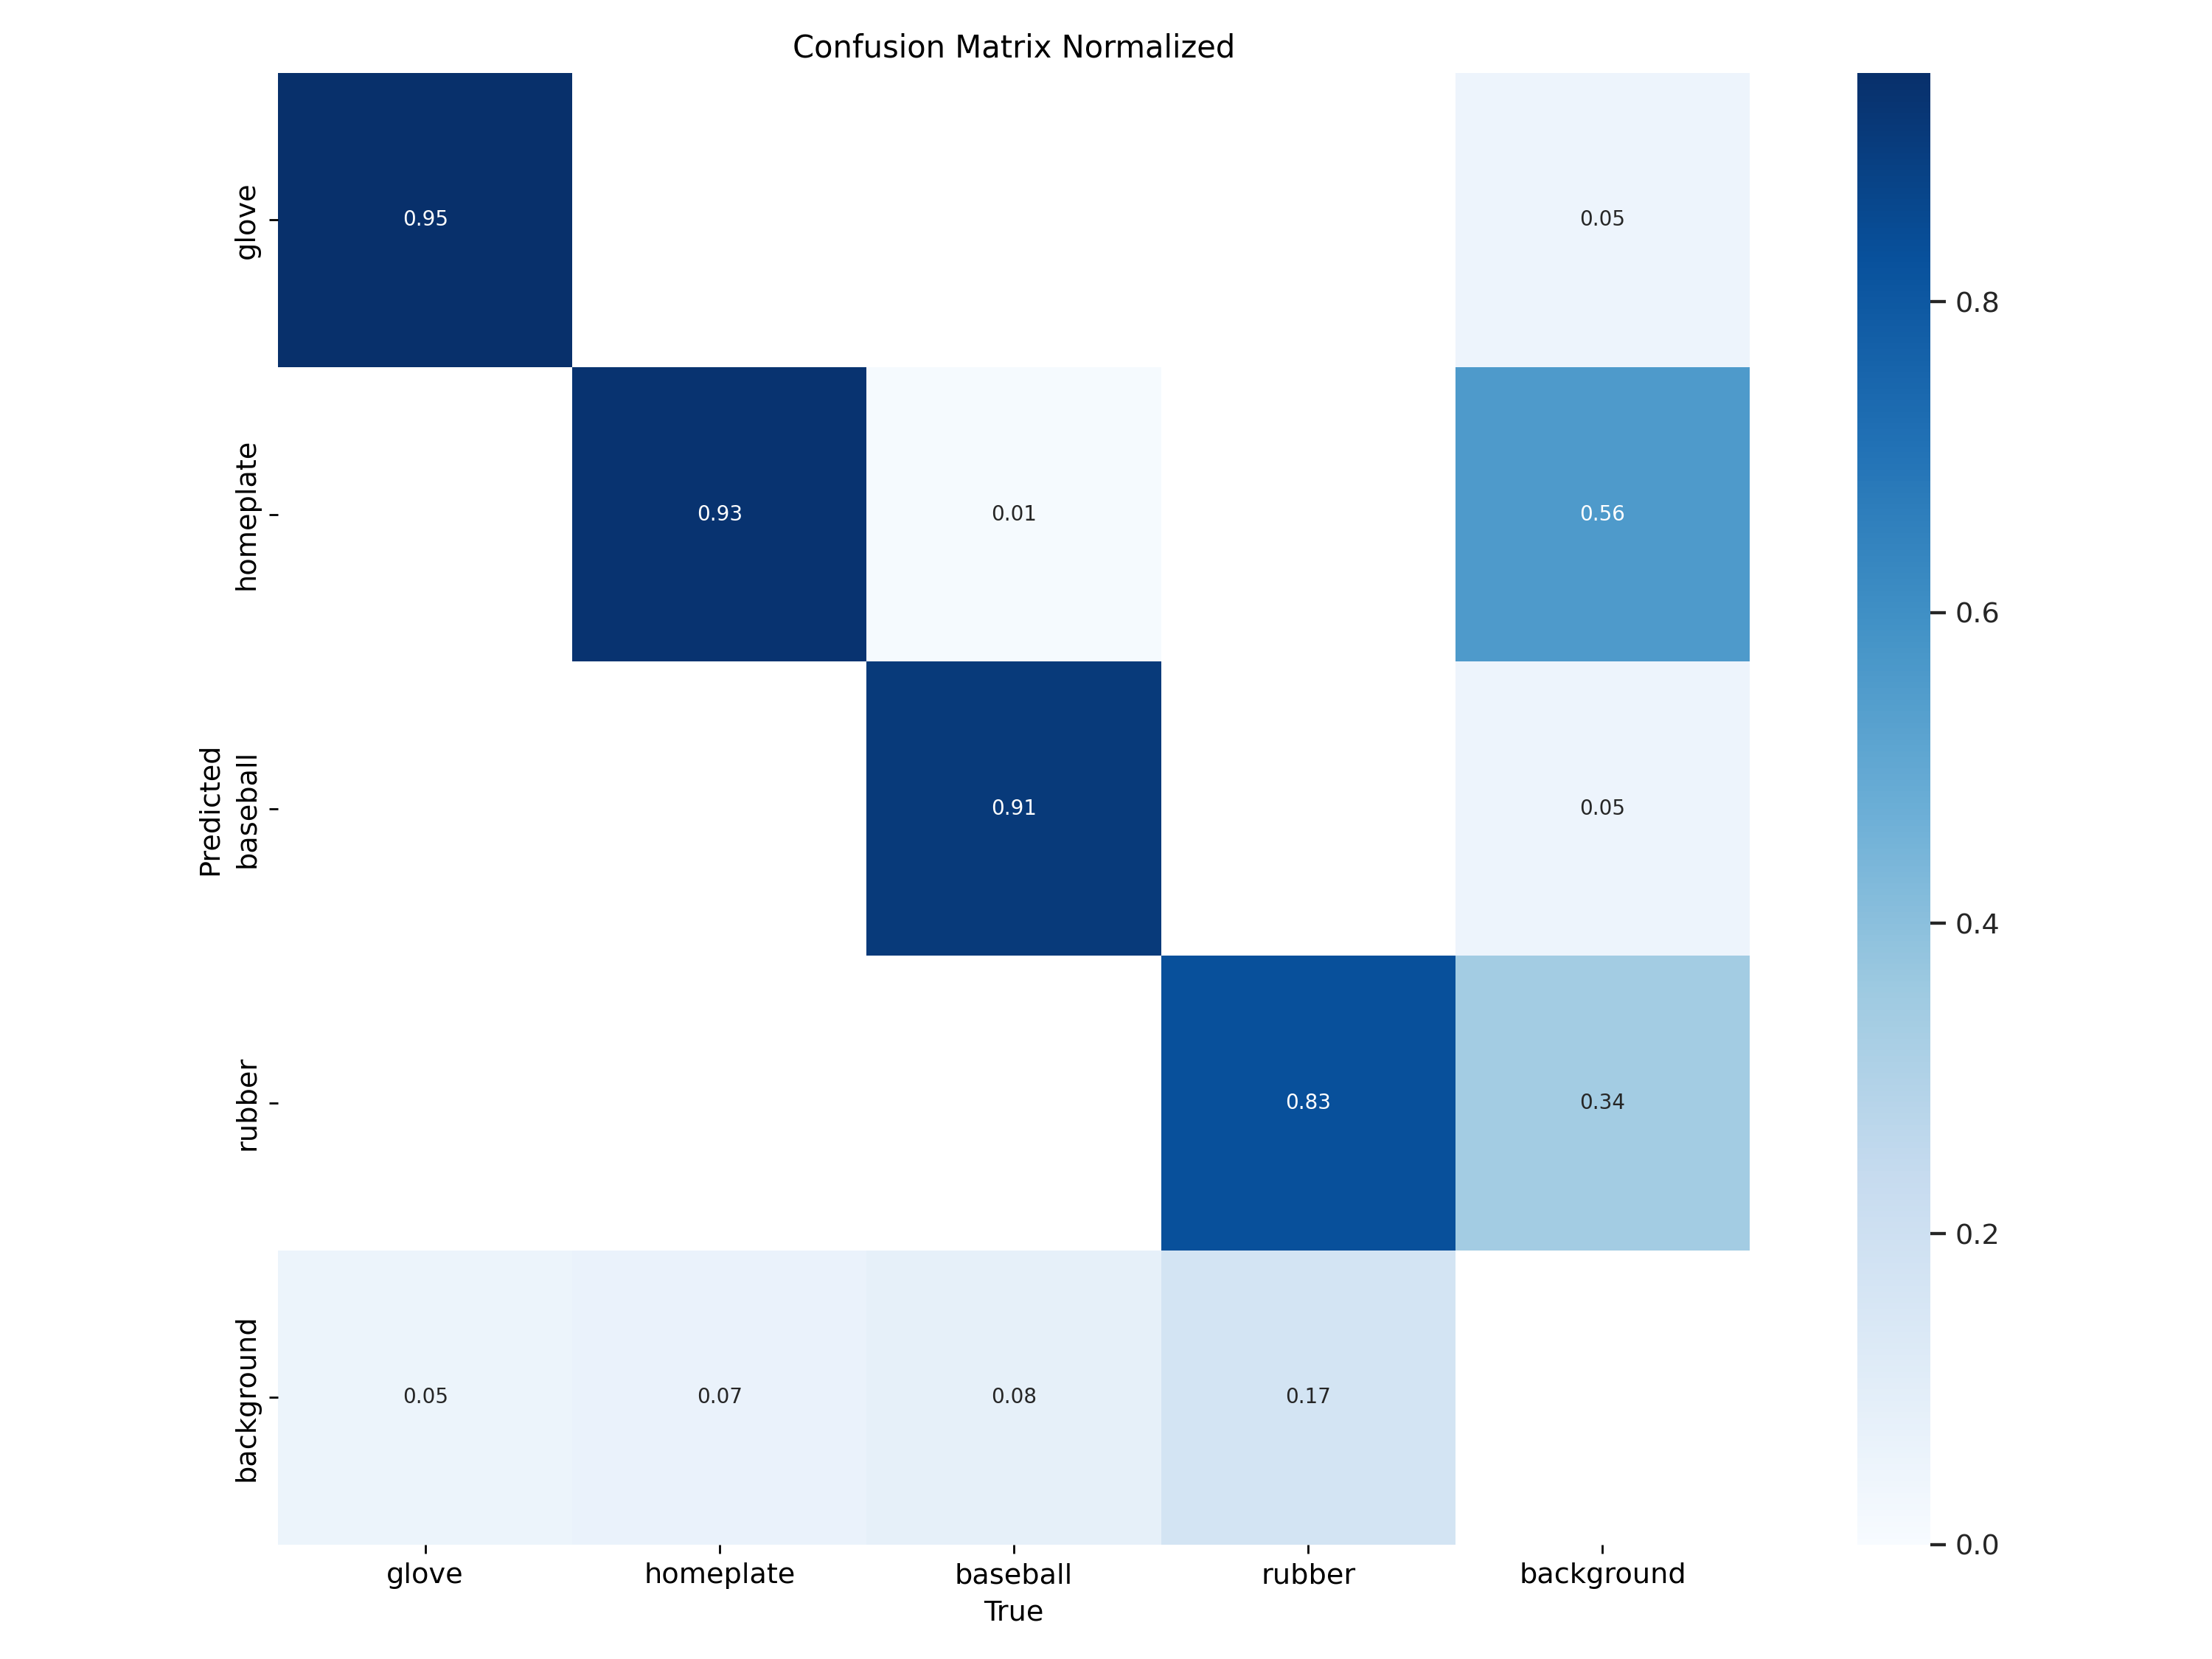 Confusion Matrix Normalized
glove
0.95
0.05
0.8
homeplate
0.93
0.01
0.56
0.6
Predicted
baseball
0.91
0.05
0.4
rubber
0.83
0.34
0.2
background
0.05
0.07
0.08
0.17
0.0
glove
homeplate
baseball
rubber
background
True